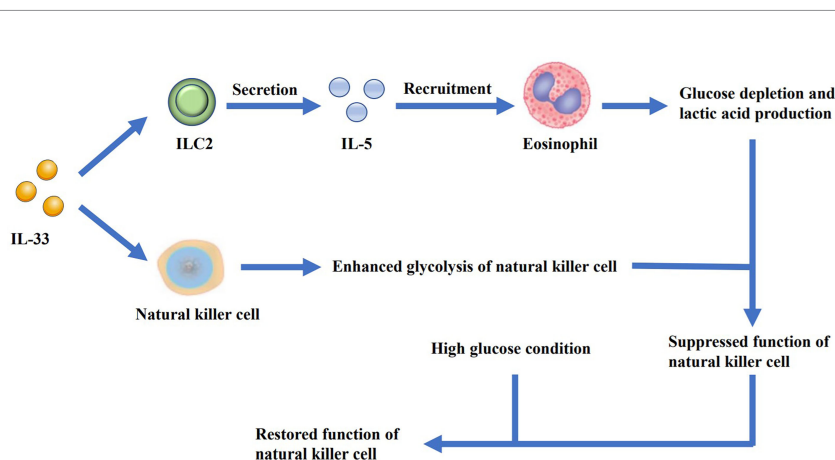 Secretion
Recruitment
Glucose depletion and
lactic acid production
ILC2
IL-5
Eosinophil
IL-33
Enhanced glycolysis of natural killer cell
Natural killer cell
High glucose condition
Suppressed function of
natural killer cell
Restored function of
natural killer cell